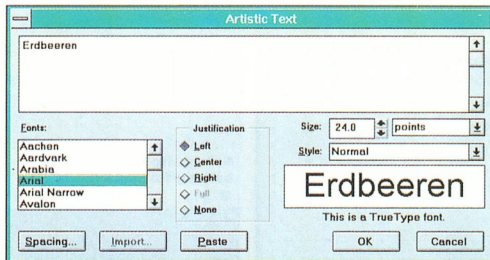 Artistic Text
Erdbeeren
Fonts:
Aachen
Aardvark
Arabia
Arial
Arial Narrow
Avalon
Justification
Left
Center
Right
Full
None
Size: 24.0 points
Style: Normal
Erdbeeren
This is a TrueType font.
Spacing... Import... Paste OK Cancel